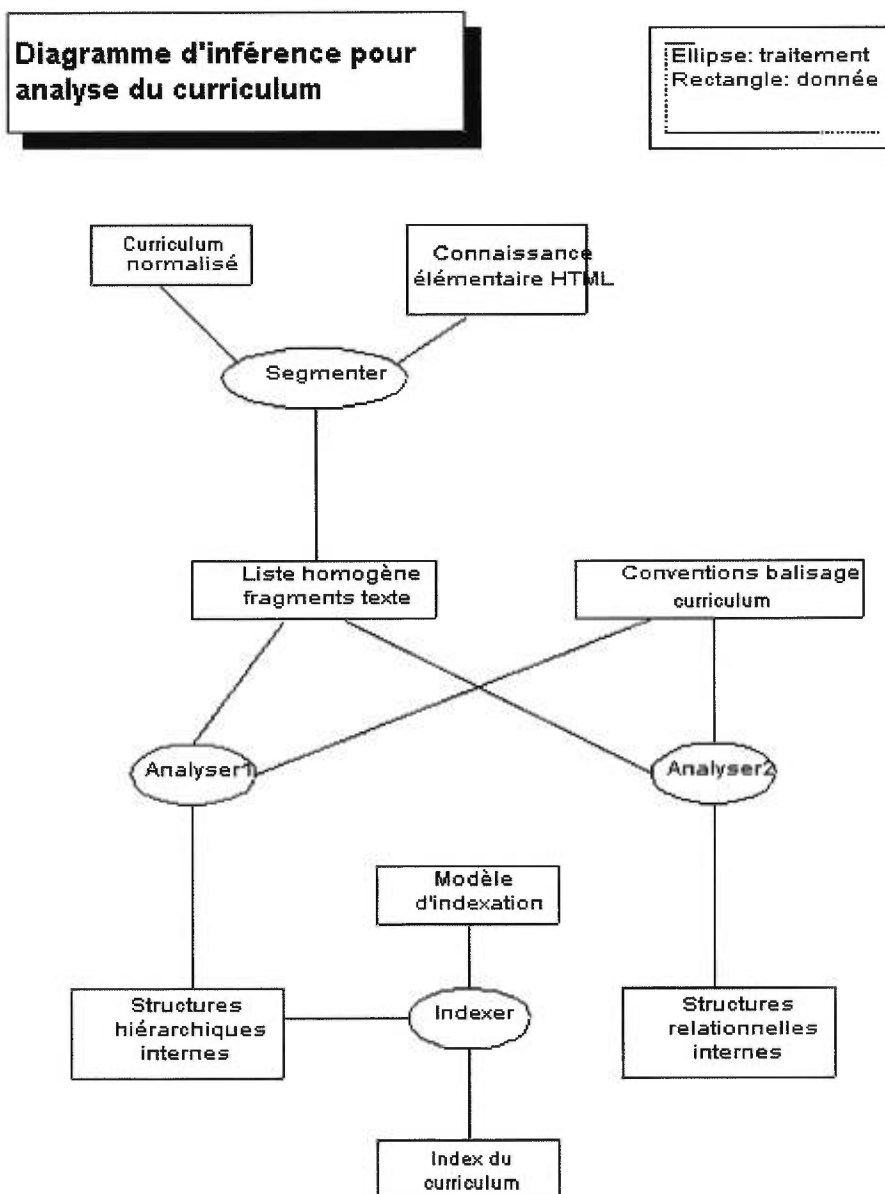 Diagramme d'inférence pour
analyse du curriculum
Ellipse: traitement
Rectangle: donnée
Curriculum
normalisé
Connaissance
élémentaire HTML
Segmenter
Liste homogène
fragments texte
Conventions balisage
curriculum
Analyser1
Analyser2
Modèle
d'indexation
Structures
hiérarchiques
internes
Indexer
Structures
relationnelles
internes
Index du
curriculum